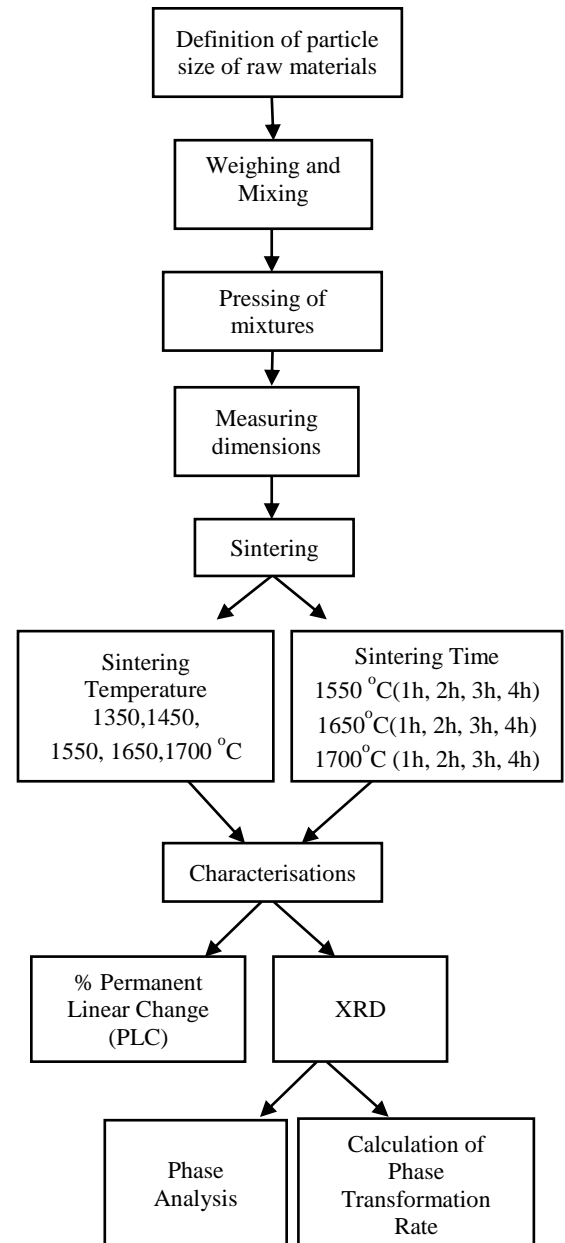 Definition of particle
size of raw materials
Weighing and
Mixing
Pressing of
mixtures
Measuring
dimensions
Sintering
Sintering
Temperature
1350,1450,
1550, 1650,1700 °C
Sintering Time
1550 °C(1h, 2h, 3h, 4h)
1650°C(1h, 2h, 3h, 4h)
1700°C (1h, 2h, 3h, 4h)
Characterisations
% Permanent
Linear Change
(PLC)
XRD
Phase
Analysis
Calculation of
Phase
Transformation
Rate